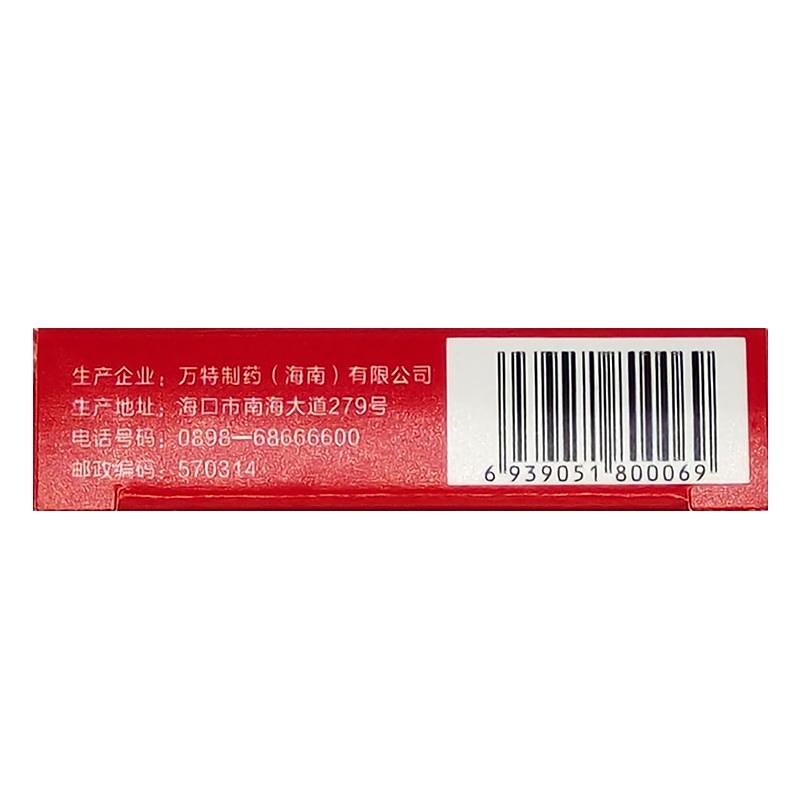 生产企业：万特制药（海南）有限公司
生产地址：海口市南海大道279号
电话号码：0898—68666600
邮政编码：570314
6 939051 800069